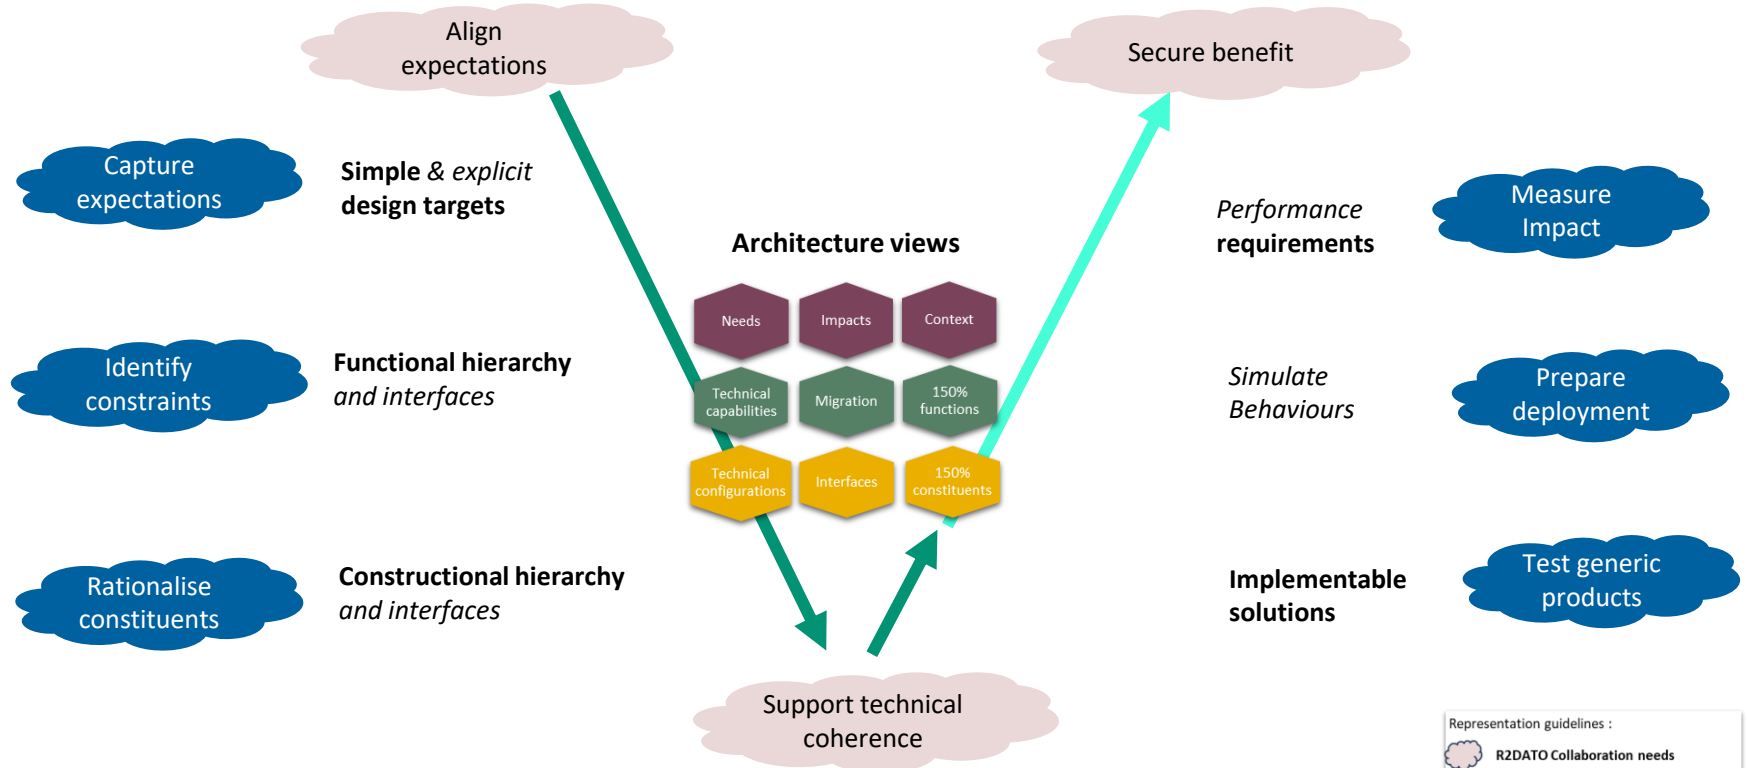 Align
expectations
Secure benefit
Capture
expectations
Simple & explicit
design targets
Measure
Impact
Performance
requirements
Architecture views
Needs
Impacts
Context
Identify
constraints
Functional hierarchy
and interfaces
Technical
capabilities
Migration
150%
functions
Simulate
Behaviours
Prepare
deployment
Technical
configurations
Interfaces
150%
constituents
Rationalise
constituents
Constructional hierarchy
and interfaces
Implementable
solutions
Test generic
products
Support technical
coherence
Representation guidelines :
R2DATO Collaboration needs